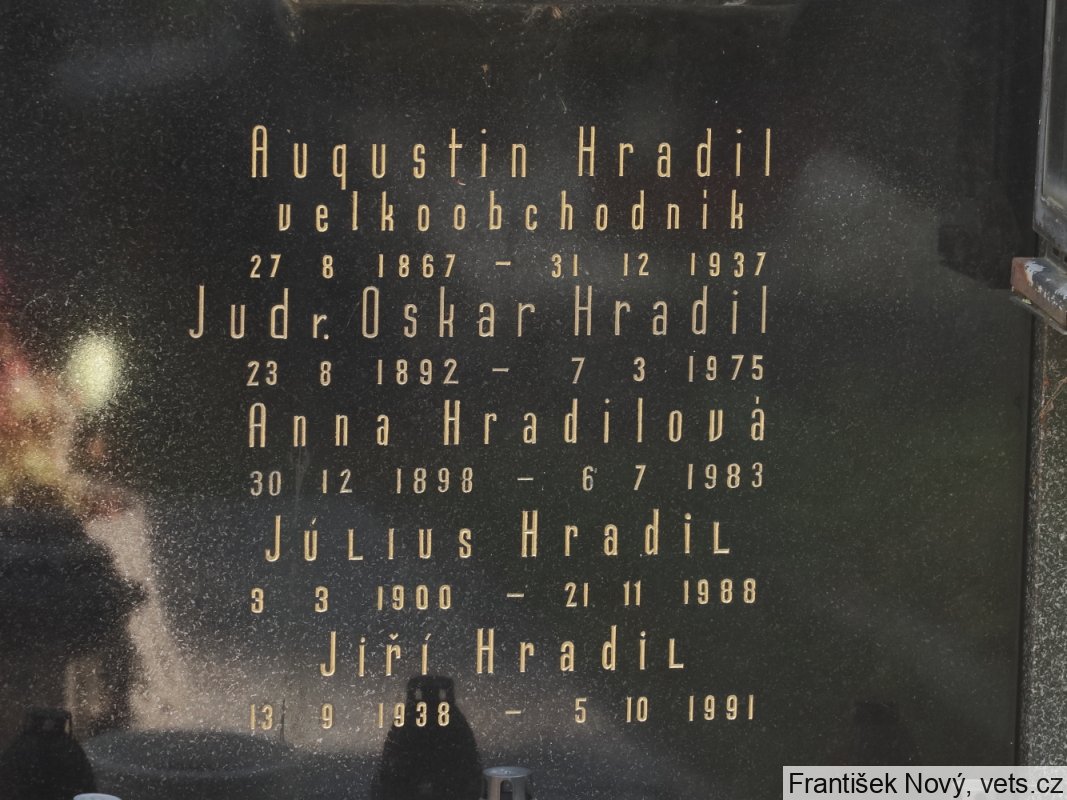 Augustin Hradil
velkoobchodník
27 8 1867 – 31 12 1937
Judr. Oskar Hradil
23 8 1892 – 7 3 1975
Anna Hradilová
30 12 1898 – 6 7 1983
Július Hradil
3 3 1900 – 21 11 1988
Jiří Hradil
13 9 1938 – 5 10 1991
František Nový, vets.cz